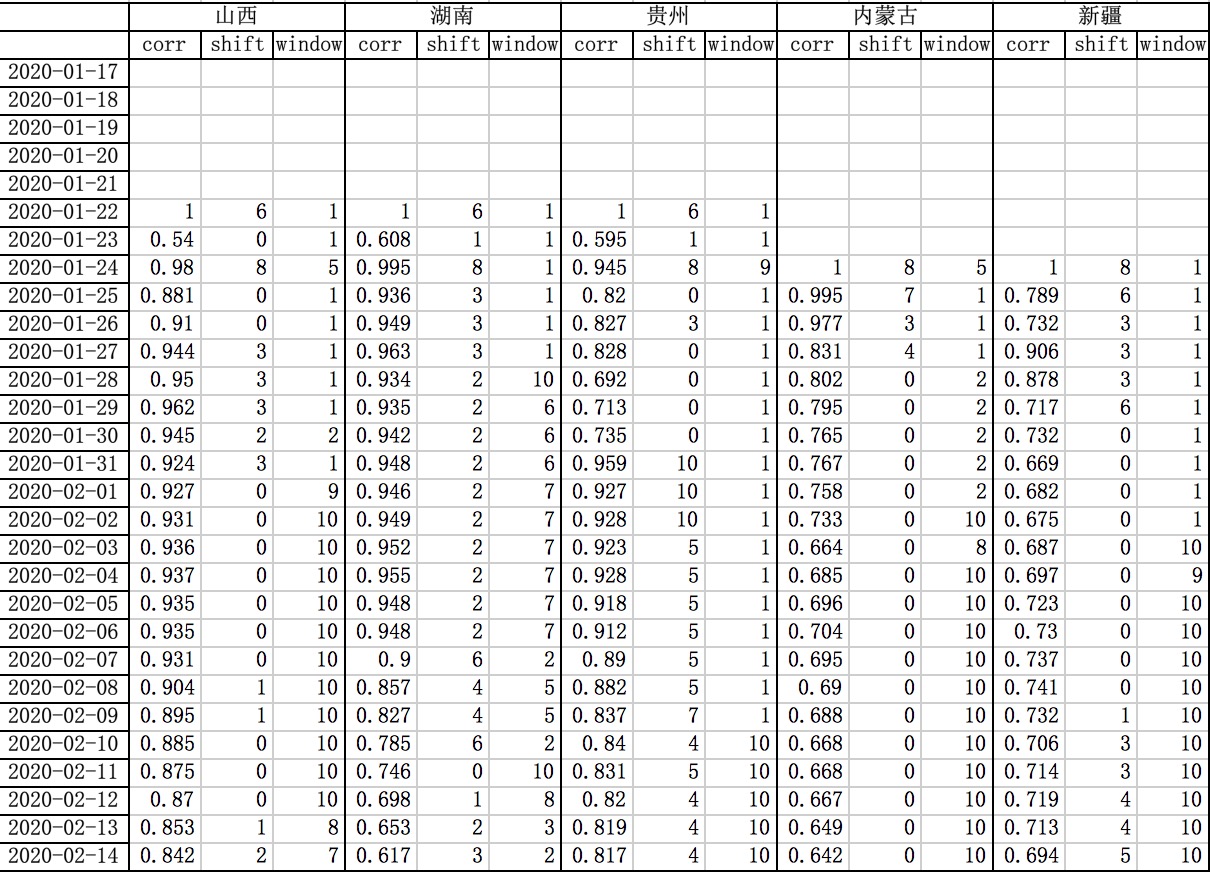 山西 湖南 贵州 内蒙古 新疆
corr shift window corr shift window corr shift window corr shift window corr shift window
2020-01-17
2020-01-18
2020-01-19
2020-01-20
2020-01-21
2020-01-22 1 6 1 1 6 1 1 6 1
2020-01-23 0.54 0 1 0.608 1 1 0.595 1 1
2020-01-24 0.98 8 5 0.995 8 1 0.945 8 9 1 8 5 1 8 1
2020-01-25 0.881 0 1 0.936 3 1 0.82 0 1 0.995 7 1 0.789 6 1
2020-01-26 0.91 0 1 0.949 3 1 0.827 3 1 0.977 3 1 0.732 3 1
2020-01-27 0.944 3 1 0.963 3 1 0.828 0 1 0.831 4 1 0.906 3 1
2020-01-28 0.95 3 1 0.934 2 10 0.692 0 1 0.802 0 2 0.878 3 1
2020-01-29 0.962 3 1 0.935 2 6 0.713 0 1 0.795 0 2 0.717 6 1
2020-01-30 0.945 2 2 0.942 2 6 0.735 0 1 0.765 0 2 0.732 0 1
2020-01-31 0.924 3 1 0.948 2 6 0.959 10 1 0.767 0 2 0.669 0 1
2020-02-01 0.927 0 9 0.946 2 7 0.927 10 1 0.758 0 2 0.682 0 1
2020-02-02 0.931 0 10 0.949 2 7 0.928 10 1 0.733 0 10 0.675 0 1
2020-02-03 0.936 0 10 0.952 2 7 0.923 5 1 0.664 0 8 0.687 0 10
2020-02-04 0.937 0 10 0.955 2 7 0.928 5 1 0.685 0 10 0.697 0 9
2020-02-05 0.935 0 10 0.948 2 7 0.918 5 1 0.696 0 10 0.723 0 10
2020-02-06 0.935 0 10 0.948 2 7 0.912 5 1 0.704 0 10 0.73 0 10
2020-02-07 0.931 0 10 0.9 6 2 0.89 5 1 0.695 0 10 0.737 0 10
2020-02-08 0.904 1 10 0.857 4 5 0.882 5 1 0.69 0 10 0.741 0 10
2020-02-09 0.895 1 10 0.827 4 5 0.837 7 1 0.688 0 10 0.732 1 10
2020-02-10 0.885 0 10 0.785 6 2 0.84 4 10 0.668 0 10 0.706 3 10
2020-02-11 0.875 0 10 0.746 0 10 0.831 5 10 0.668 0 10 0.714 3 10
2020-02-12 0.87 0 10 0.698 1 8 0.82 4 10 0.667 0 10 0.719 4 10
2020-02-13 0.853 1 8 0.653 2 3 0.819 4 10 0.649 0 10 0.713 4 10
2020-02-14 0.842 2 7 0.617 3 2 0.817 4 10 0.642 0 10 0.694 5 10